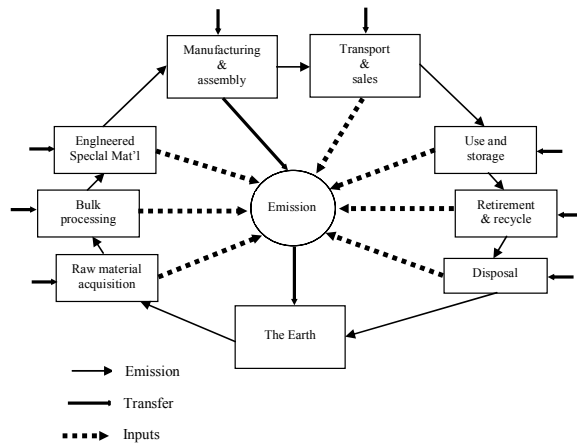 Manufacturing
&
assembly
Transport
&
sales
Engineered
Special Mat'l
Use and
storage
Bulk
processing
Emission
Retirement
& recycle
Raw material
acquisition
Disposal
The Earth
Emission
Transfer
Inputs